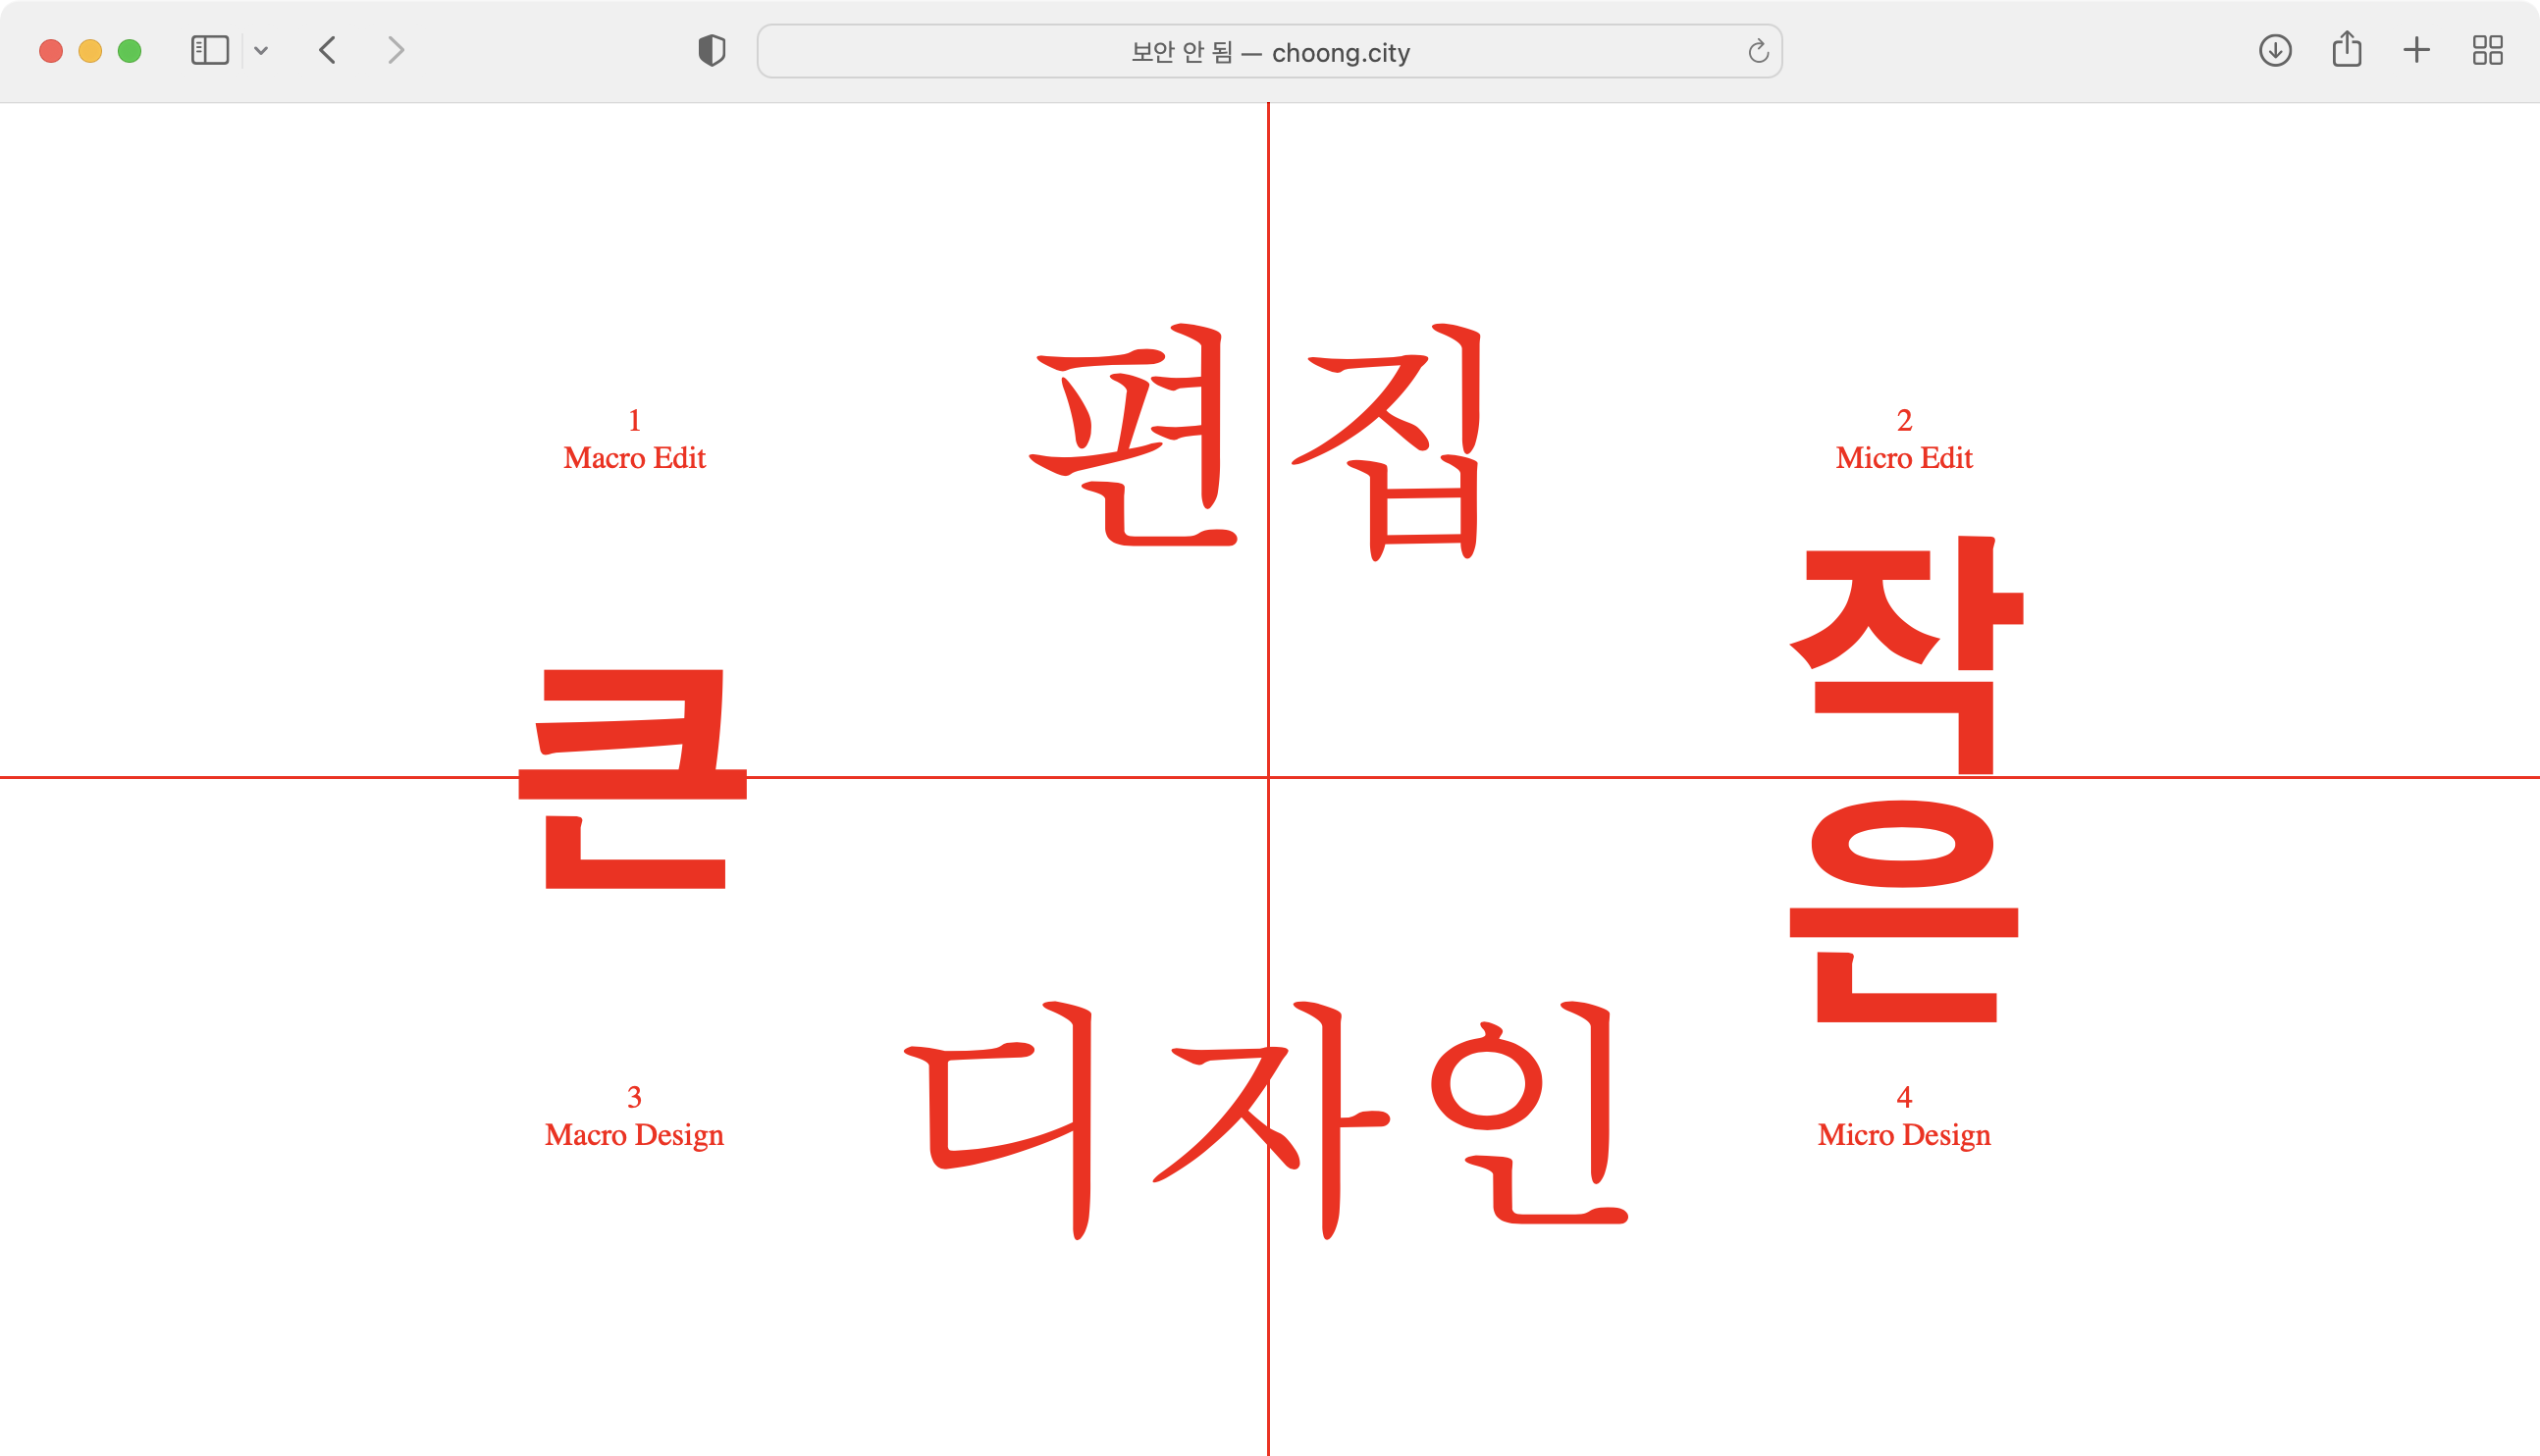 보안 안 됨 — choong.city
편집
1
Macro Edit
2
Micro Edit
큰
작은
디자인
3
Macro Design
4
Micro Design